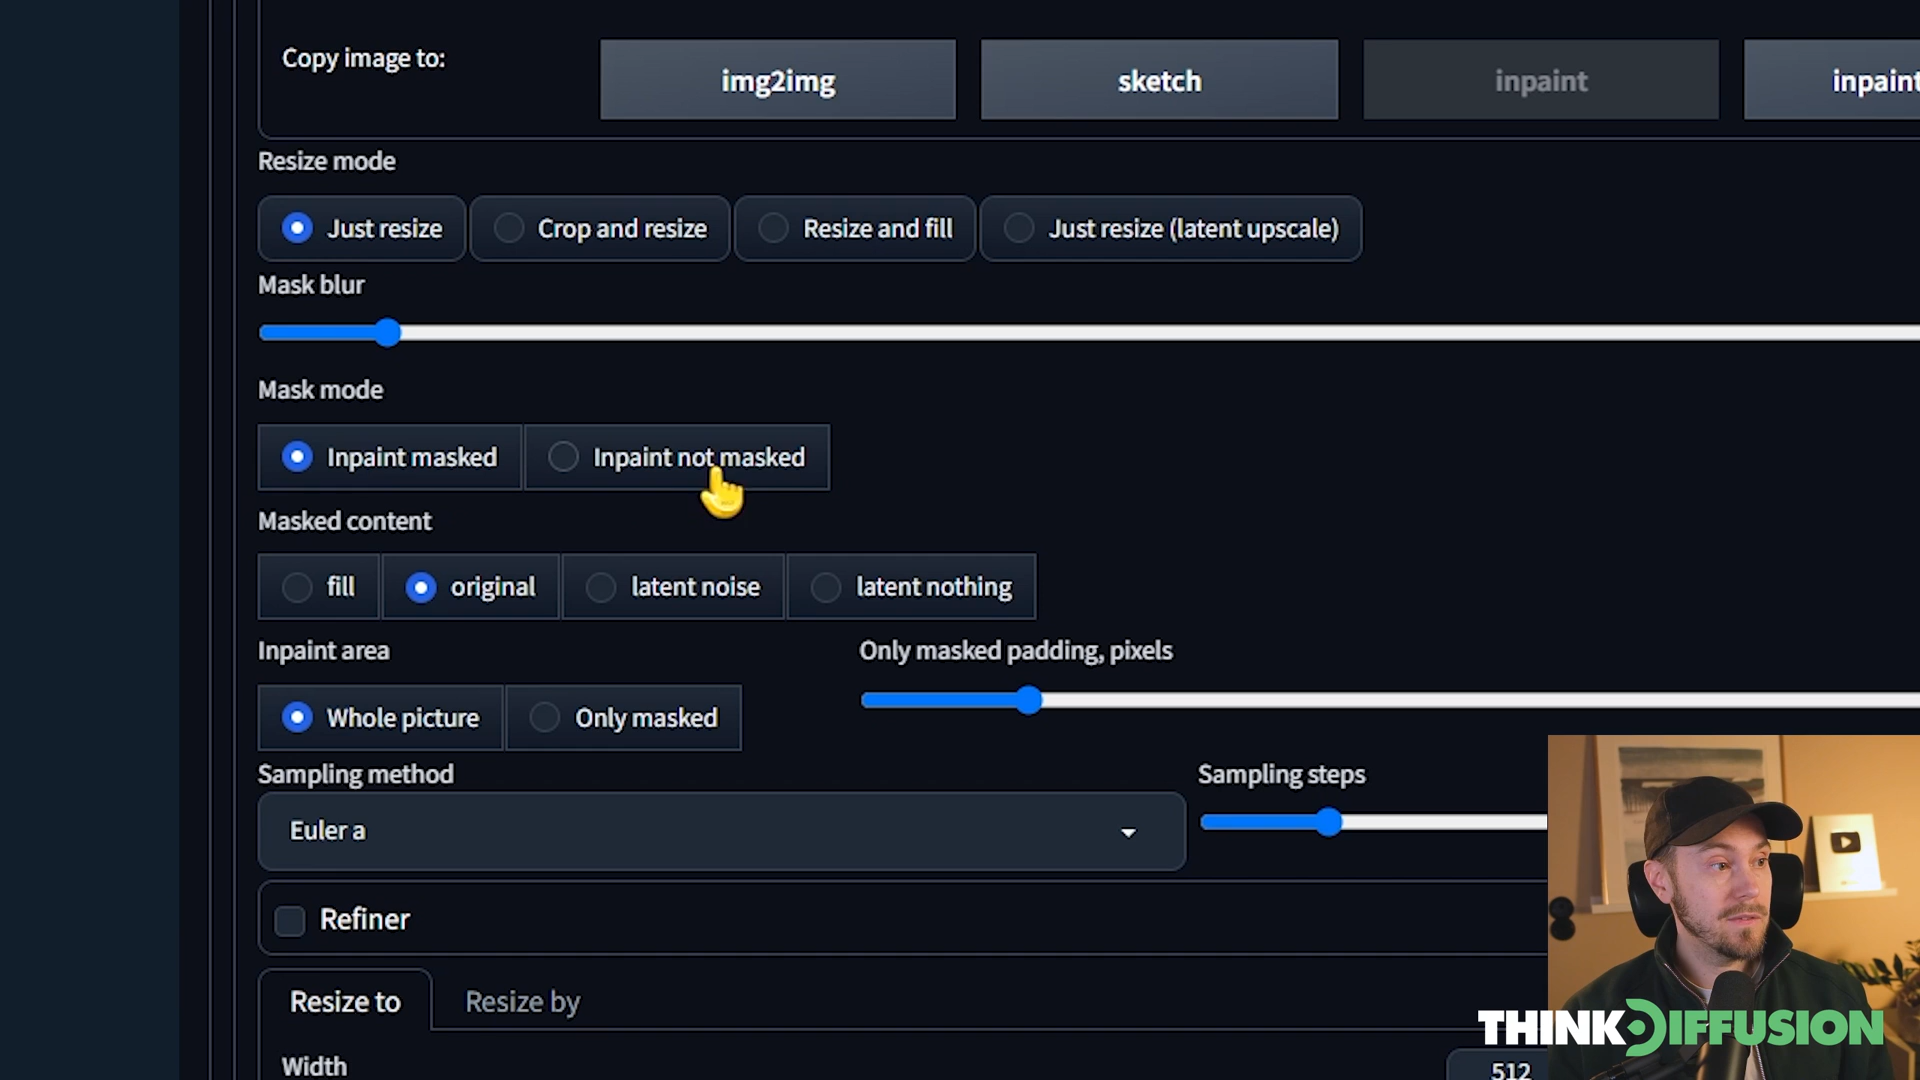 Copy image to:
img2img
sketch
inpaint
inpaint
Resize mode
Just resize
Crop and resize
Resize and fill
Just resize (latent upscale)
Mask blur
Mask mode
Inpaint masked
Inpaint not masked
Masked content
fill
original
latent noise
latent nothing
Inpaint area
Only masked padding, pixels
Whole picture
Only masked
Sampling method
Sampling steps
Euler a
Refiner
Resize to
Resize by
THINKDIFFUSION
Width
512